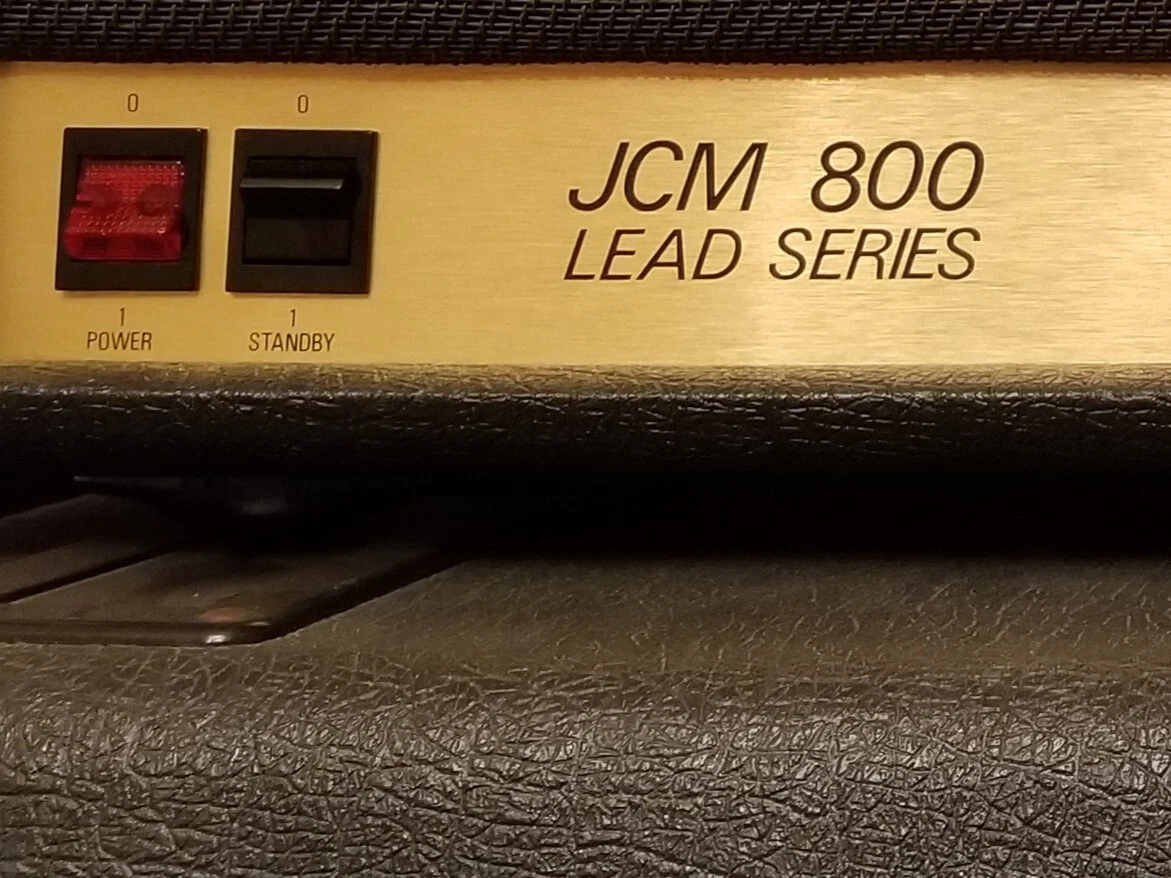 0 0
JCM 800
LEAD SERIES
1 1
POWER STANDBY